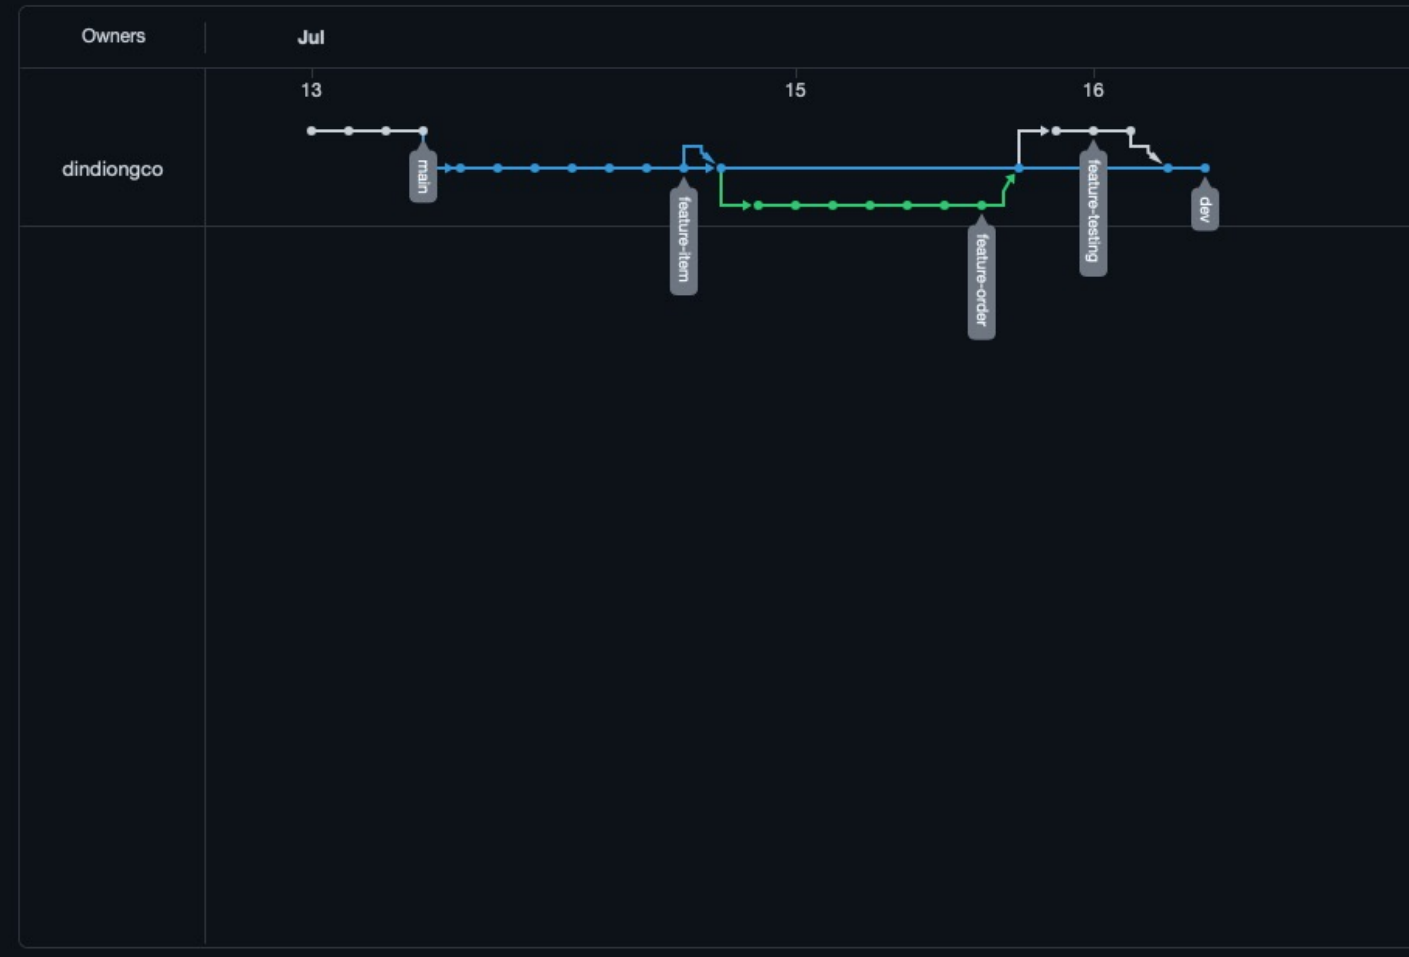 Owners
Jul
13
15
16
dindiongco
main
feature-item
feature-order
feature-testing
dev